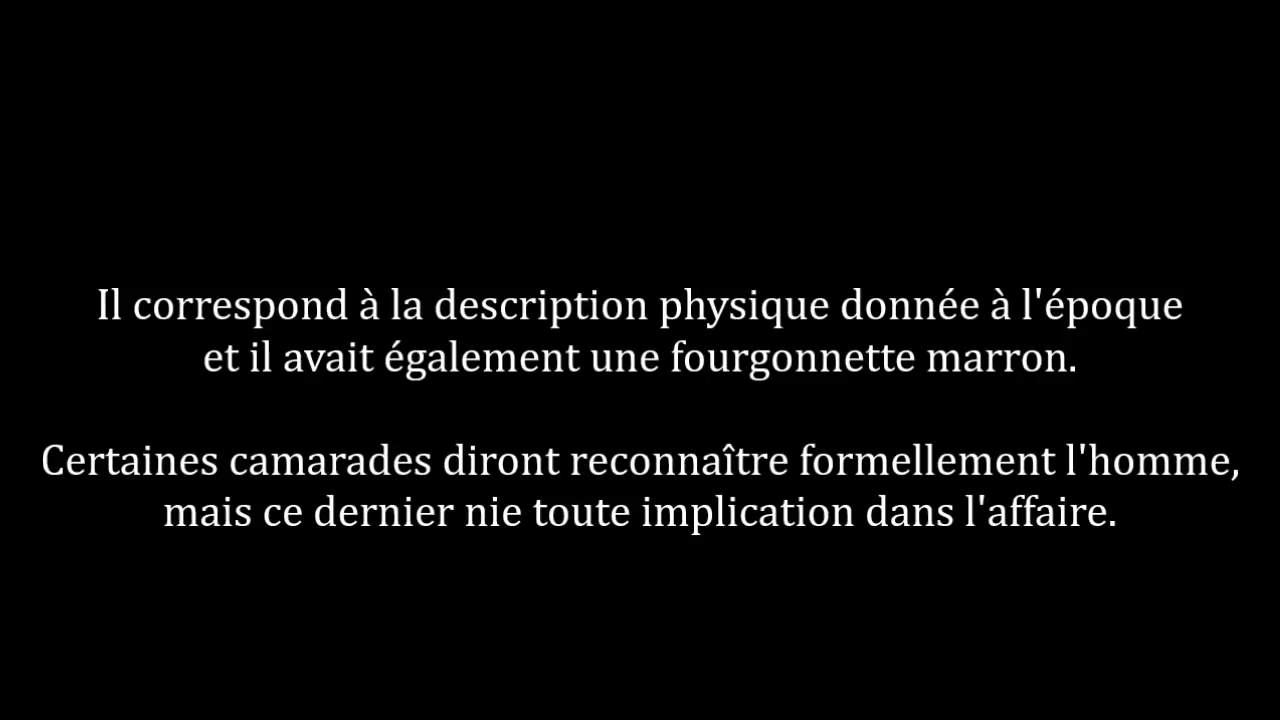 Il correspond à la description physique donnée à l'époque
et il avait également une fourgonnette marron.
Certaines camarades diront reconnaître formellement l'homme,
mais ce dernier nie toute implication dans l'affaire.